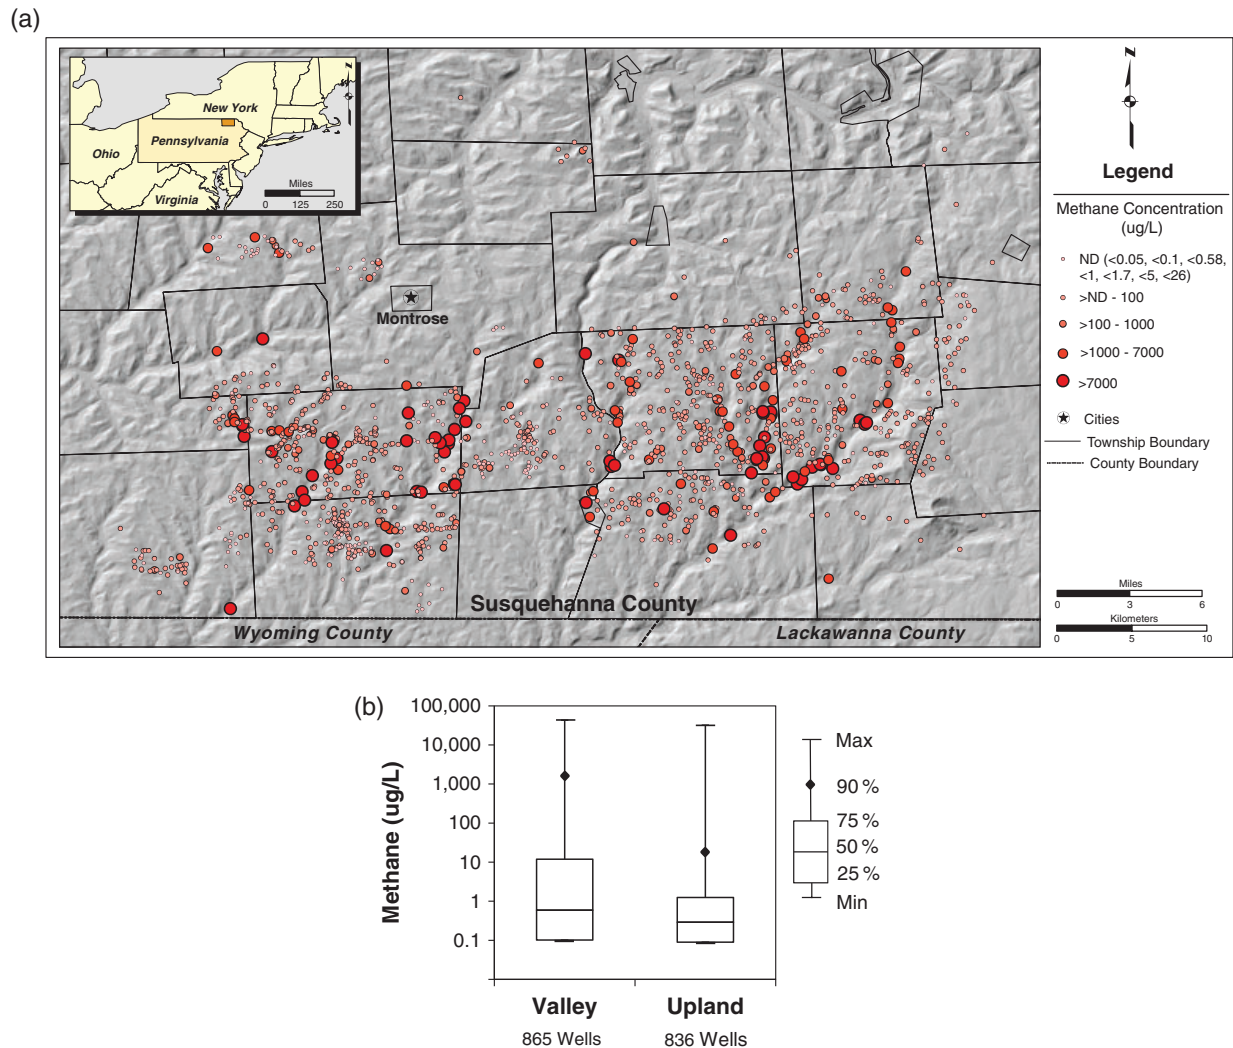 (a)
New York
Pennsylvania
Ohio
Virginia
Miles
0 125 250
N
N
Montrose
Susquehanna County
Wyoming County
Lackawanna County
Legend
Methane Concentration
(ug/L)
ND (<0.05, <0.1, <0.58,
<1, <1.7, <5, <26)
>ND - 100
>100 - 1000
>1000 - 7000
>7000
Cities
Township Boundary
County Boundary
Miles
0 3 6
Kilometers
0 5 10
(b)
Methane (ug/L)
100,000
10,000
1,000
100
10
1
0.1
Valley
Upland
865 Wells
836 Wells
Max
90 %
75 %
50 %
25 %
Min